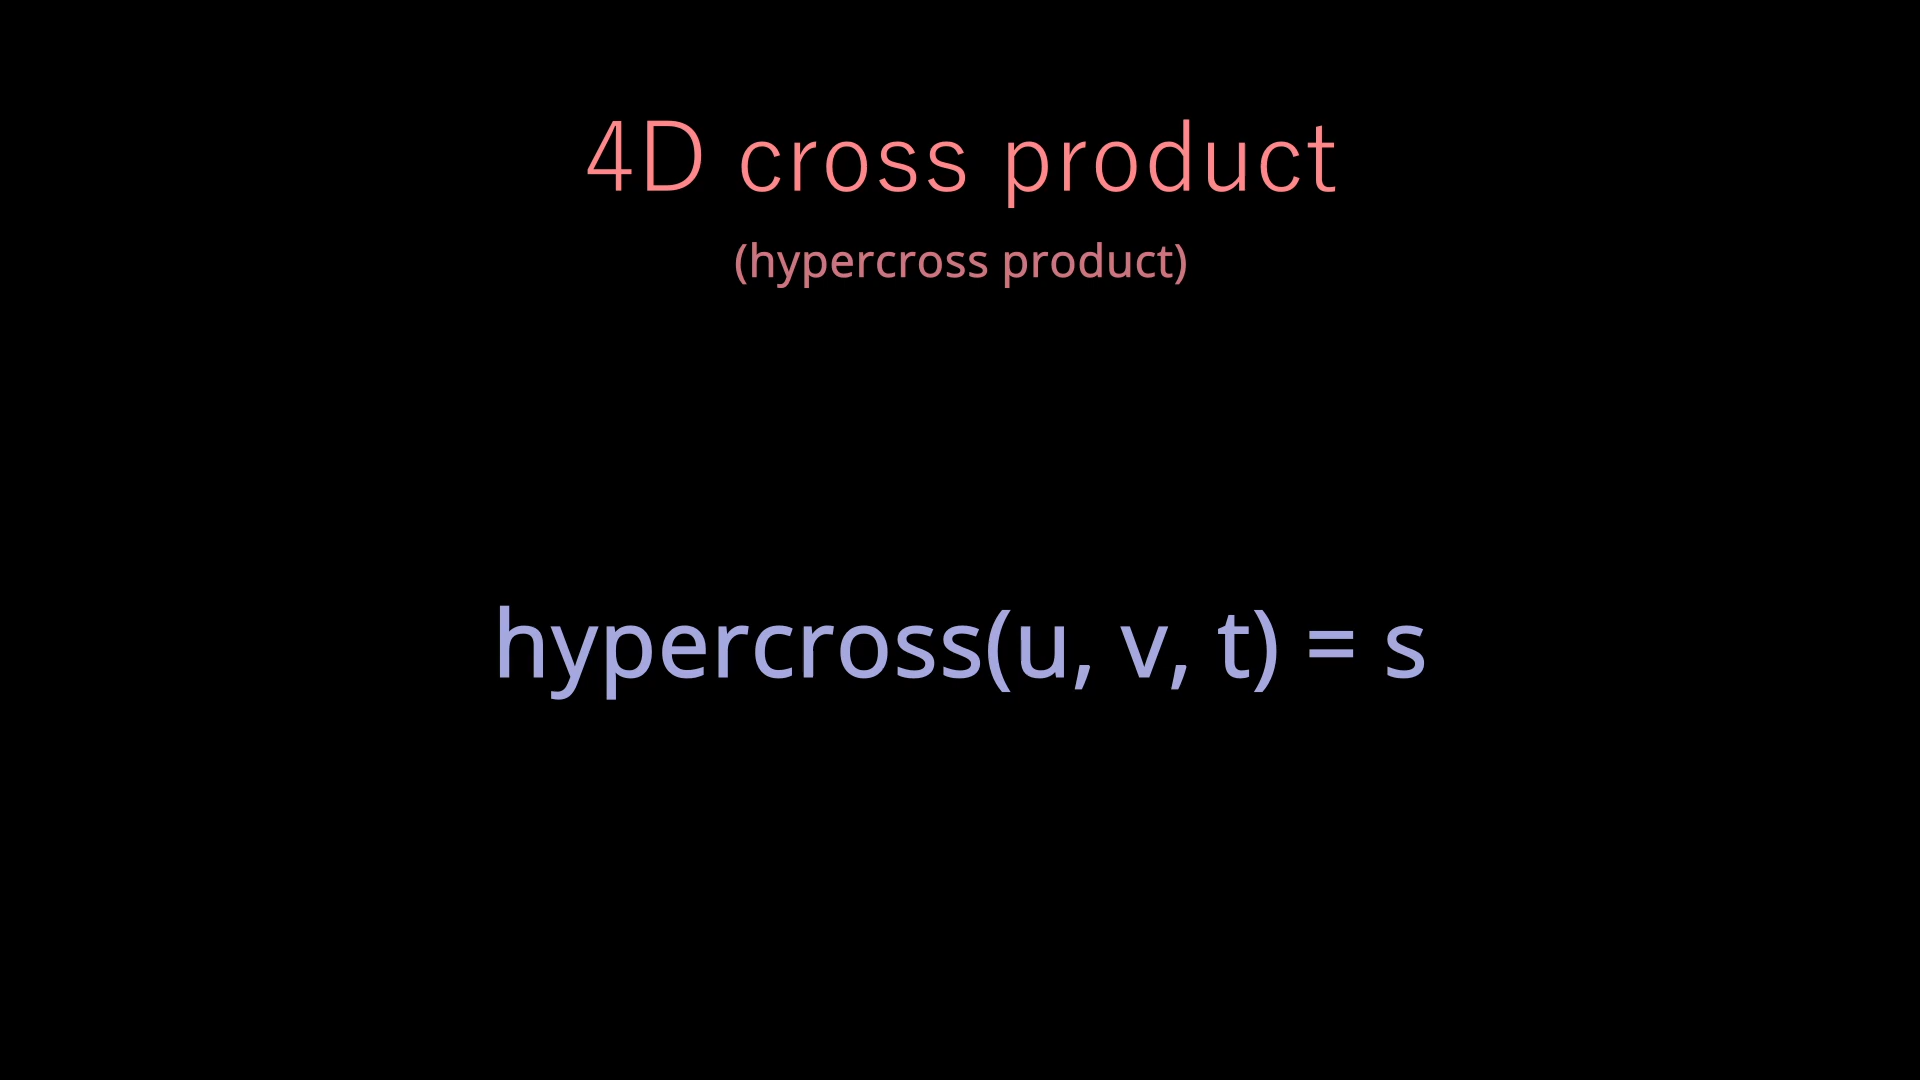 4D cross product
(hypercross product)
hypercross(u, v, t) = s